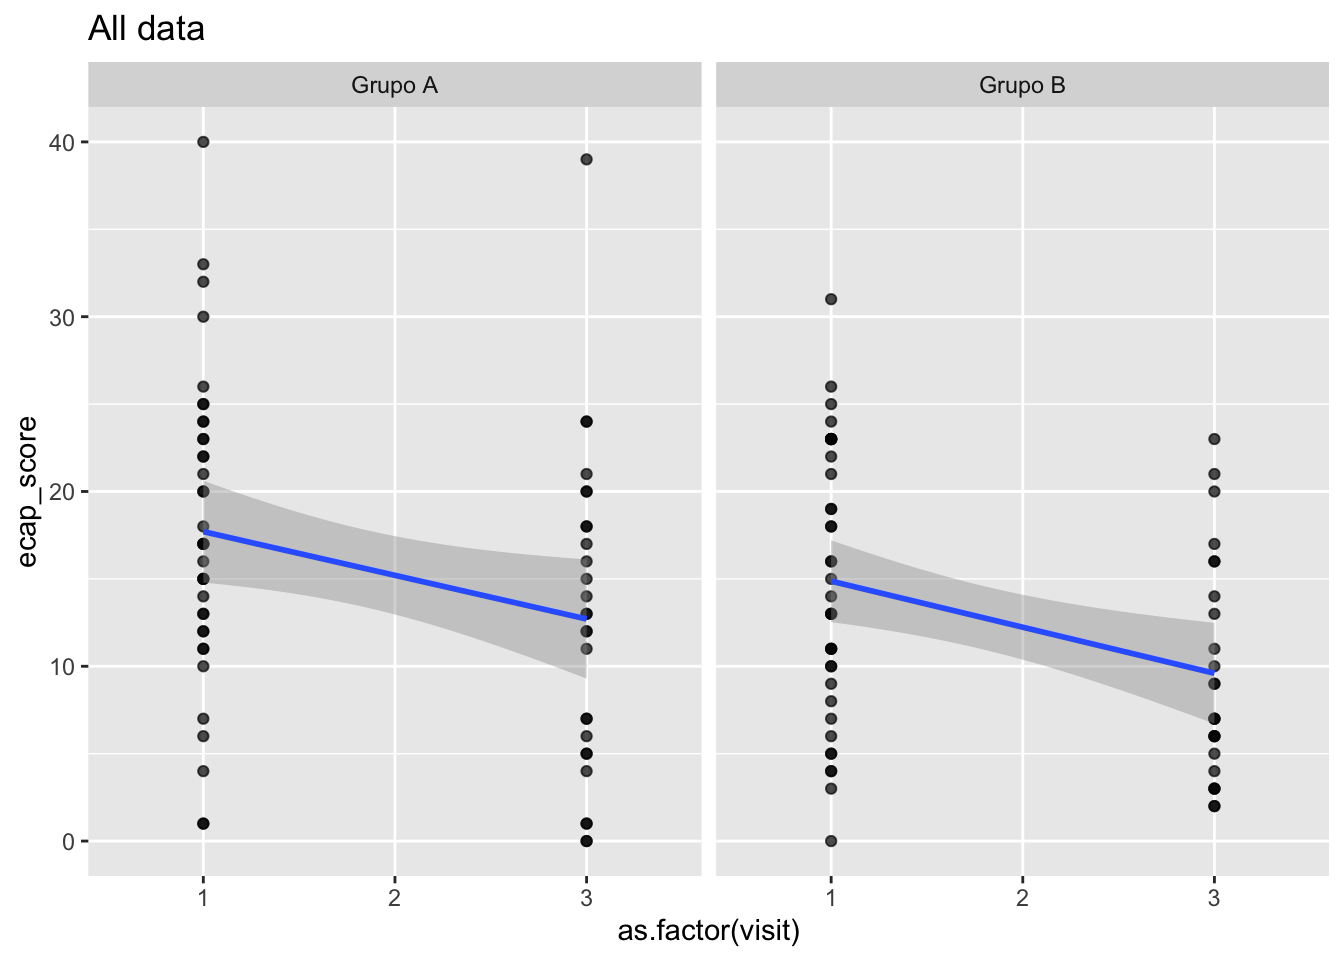 All data
Grupo A
Grupo B
ecap_score
40
30
20
10
0
1 2 3
1 2 3
as.factor(visit)